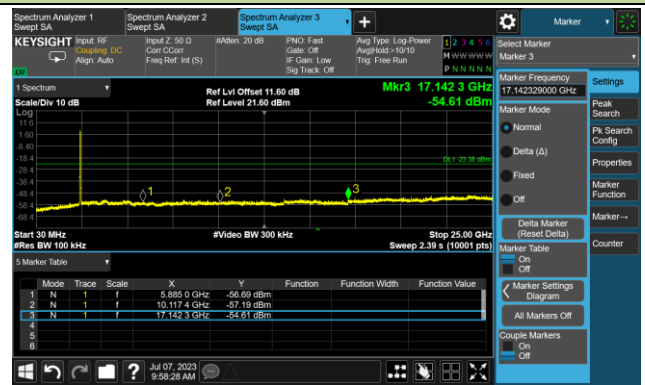 Spectrum Analyzer 1
Swept SA
Spectrum Analyzer 2
Swept SA
Spectrum Analyzer 3
Swept SA
Marker
KEYSIGHT
Input: RF
Coupling: DC
Align: Auto
Input Z: 50 Ω
Corr CCorr
Freq Ref: Int (S)
#Atten: 20 dB
PNO: Fast
Gate: Off
IF Gain: Low
Sig Track: Off
Avg Type: Log-Power
Avg|Hold:>10/10
Trig: Free Run
1 2 3 4 5 6
M W W W W W
P N N N N N
Select Marker
Marker 3
1 Spectrum
Scale/Div 10 dB
Log
Ref Lvl Offset 11.60 dB
Ref Level 21.60 dBm
Mkr3 17.142 3 GHz
-54.61 dBm
11.6
1.60
-8.40
-18.4
-28.4
-38.4
-48.4
-58.4
-68.4
DL1 -23.38 dBm
1
2
3
Start 30 MHz
#Res BW 100 kHz
#Video BW 300 kHz
Stop 25.00 GHz
Sweep 2.39 s (10001 pts)
5 Marker Table
Mode Trace Scale X Y Function Function Width Function Value
1 N 1 f 5.885 0 GHz -56.69 dBm
2 N 1 f 10.117 4 GHz -57.19 dBm
3 N 1 f 17.142 3 GHz -54.61 dBm
4
5
6
Marker Frequency
17.142329000 GHz
Marker Mode
Normal
Delta (Δ)
Fixed
Off
Delta Marker
(Reset Delta)
Marker Table
On
Off
Marker Settings
Diagram
All Markers Off
Couple Markers
On
Off
Settings
Peak
Search
Pk Search
Config
Properties
Marker
Function
Marker→
Counter
?
Jul 07, 2023
9:58:28 AM